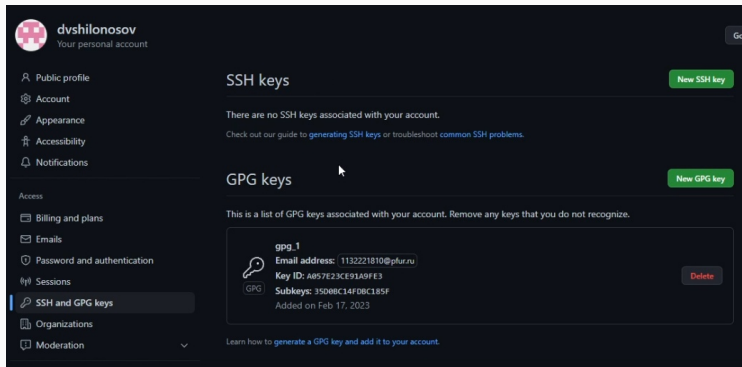 dvshilonosov
Your personal account
Go
Public profile
Account
Appearance
Accessibility
Notifications
Access
Billing and plans
Emails
Password and authentication
Sessions
SSH and GPG keys
Organizations
Moderation
SSH keys
New SSH key
There are no SSH keys associated with your account.
Check out our guide to generating SSH keys or troubleshoot common SSH problems.
GPG keys
New GPG key
This is a list of GPG keys associated with your account. Remove any keys that you do not recognize.
gpg_1
Email address: 1132221810@pfur.ru
Key ID: A057E23CE91A9FE3
GPG
Subkeys: 35D0BC14FDBC185F
Added on Feb 17, 2023
Delete
Learn how to generate a GPG key and add it to your account.